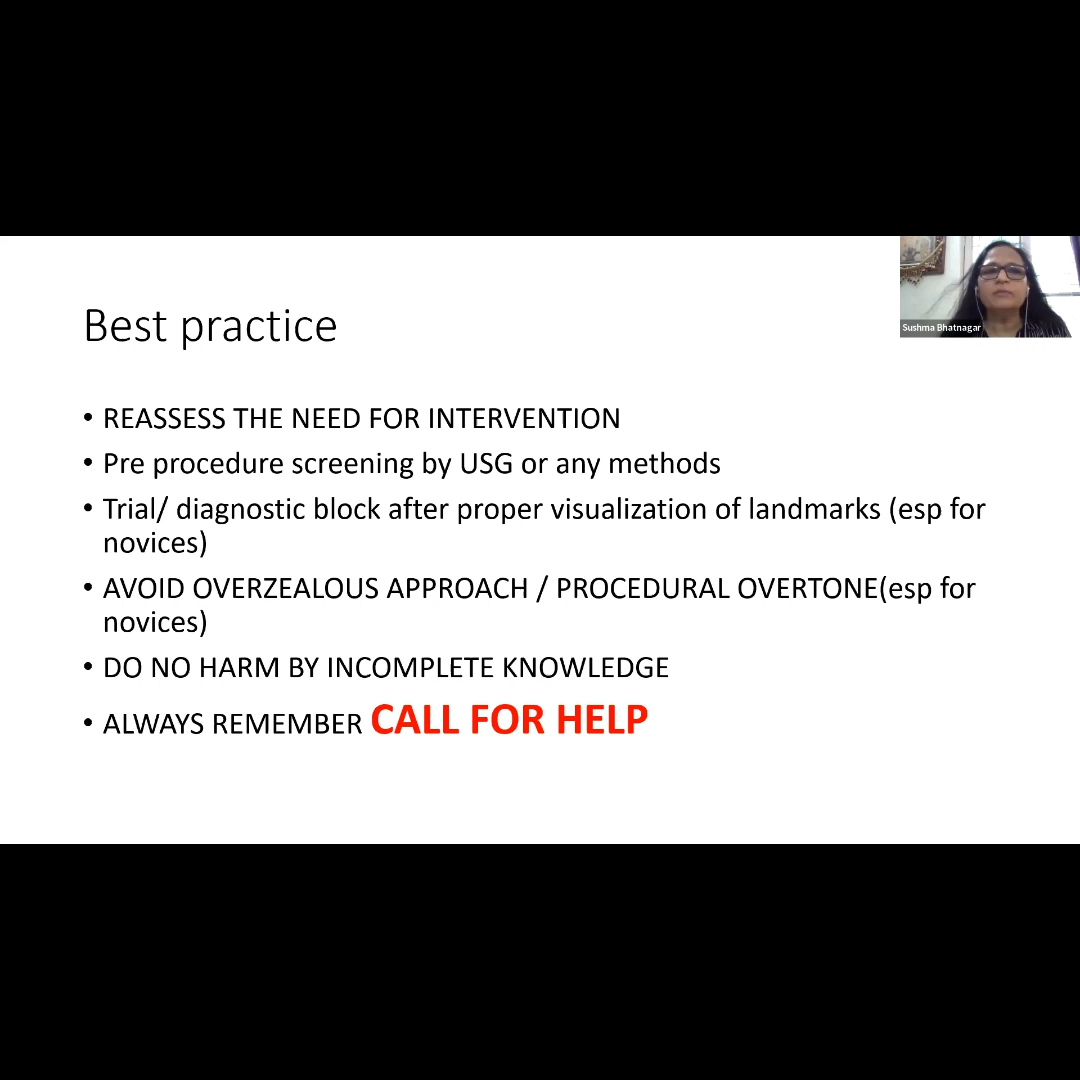 Sushma Bhatnagar
Best practice
• REASSESS THE NEED FOR INTERVENTION
• Pre procedure screening by USG or any methods
• Trial/ diagnostic block after proper visualization of landmarks (esp for
novices)
• AVOID OVERZEALOUS APPROACH / PROCEDURAL OVERTONE(esp for
novices)
• DO NO HARM BY INCOMPLETE KNOWLEDGE
• ALWAYS REMEMBER CALL FOR HELP